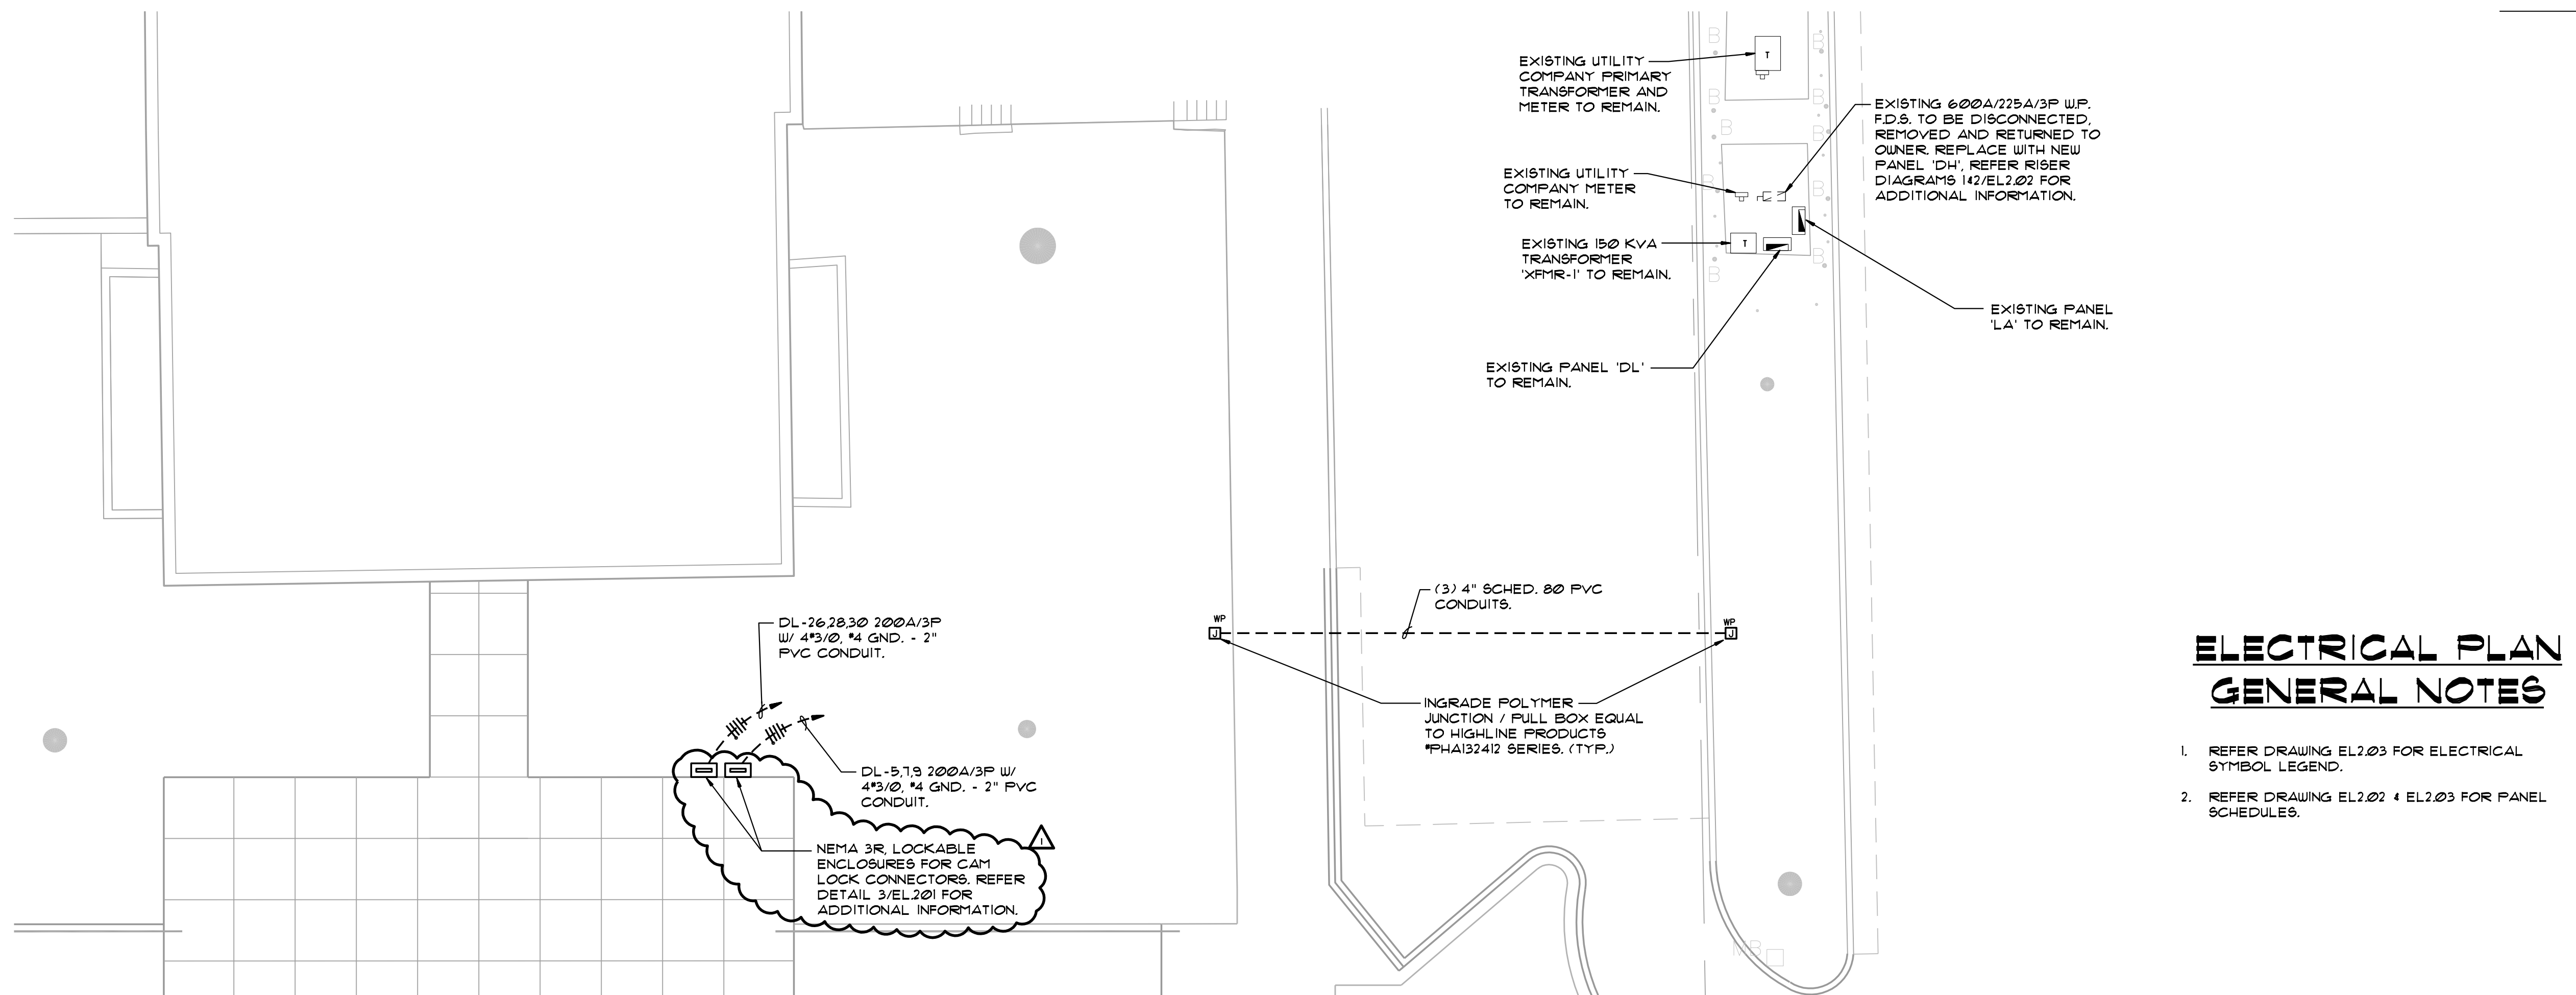 EXISTING UTILITY
COMPANY PRIMARY
TRANSFORMER AND
METER TO REMAIN.
T
EXISTING 600A/225A/3P W.P.
F.D.S. TO BE DISCONNECTED,
REMOVED AND RETURNED TO
OWNER. REPLACE WITH NEW
PANEL 'DH', REFER RISER
DIAGRAMS 1&2/EL2.02 FOR
ADDITIONAL INFORMATION.
EXISTING UTILITY
COMPANY METER
TO REMAIN.
EXISTING 150 KVA
TRANSFORMER
'XFMR-1' TO REMAIN.
T
B
B
B
B
B
B
B
B
B
B
EXISTING PANEL
'LA' TO REMAIN.
EXISTING PANEL 'DL'
TO REMAIN.
(3) 4" SCHED. 80 PVC
CONDUITS.
WP
J
WP
J
INGRADE POLYMER
JUNCTION / PULL BOX EQUAL
TO HIGHLINE PRODUCTS
#PHA132412 SERIES. (TYP.)
DL-26,28,30 200A/3P
W/ 4#3/0, #4 GND. - 2"
PVC CONDUIT.
DL-5,7,9 200A/3P W/
4#3/0, #4 GND. - 2" PVC
CONDUIT.
1
NEMA 3R, LOCKABLE
ENCLOSURES FOR CAM
LOCK CONNECTORS. REFER
DETAIL 3/EL.201 FOR
ADDITIONAL INFORMATION.
MB
ELECTRICAL PLAN
GENERAL NOTES
1. REFER DRAWING EL2.03 FOR ELECTRICAL
SYMBOL LEGEND.
2. REFER DRAWING EL2.02 & EL2.03 FOR PANEL
SCHEDULES.